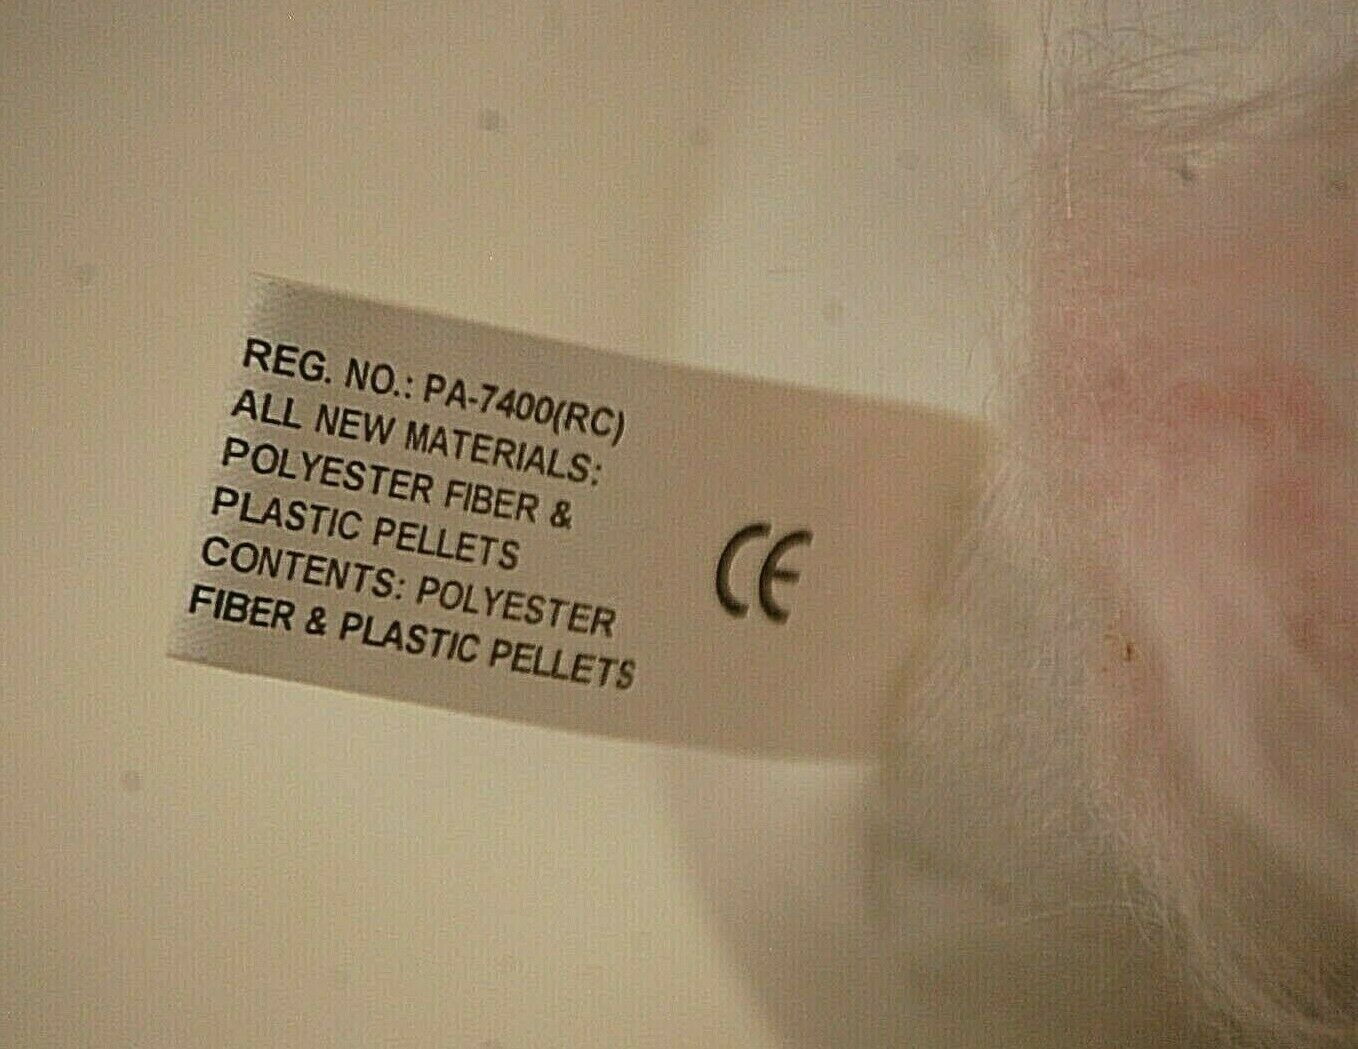 REG. NO.: PA-7400(RC)
ALL NEW MATERIALS:
POLYESTER FIBER &
PLASTIC PELLETS
CONTENTS: POLYESTER
FIBER & PLASTIC PELLETS
CE